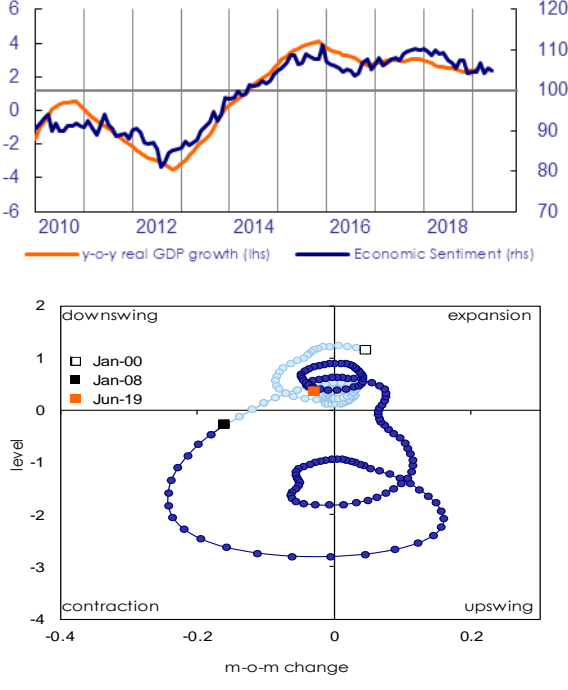 6 120
4 110
2 100
0
-2 90
-4 80
-6 70
2010 2012 2014 2016 2018
y-o-y real GDP growth (lhs) Economic Sentiment (rhs)
2
downswing expansion
1
Jan-00
Jan-08
Jun-19
0
level
-1
-2
-3
contraction upswing
-4
-0.4 -0.2 0 0.2
m-o-m change